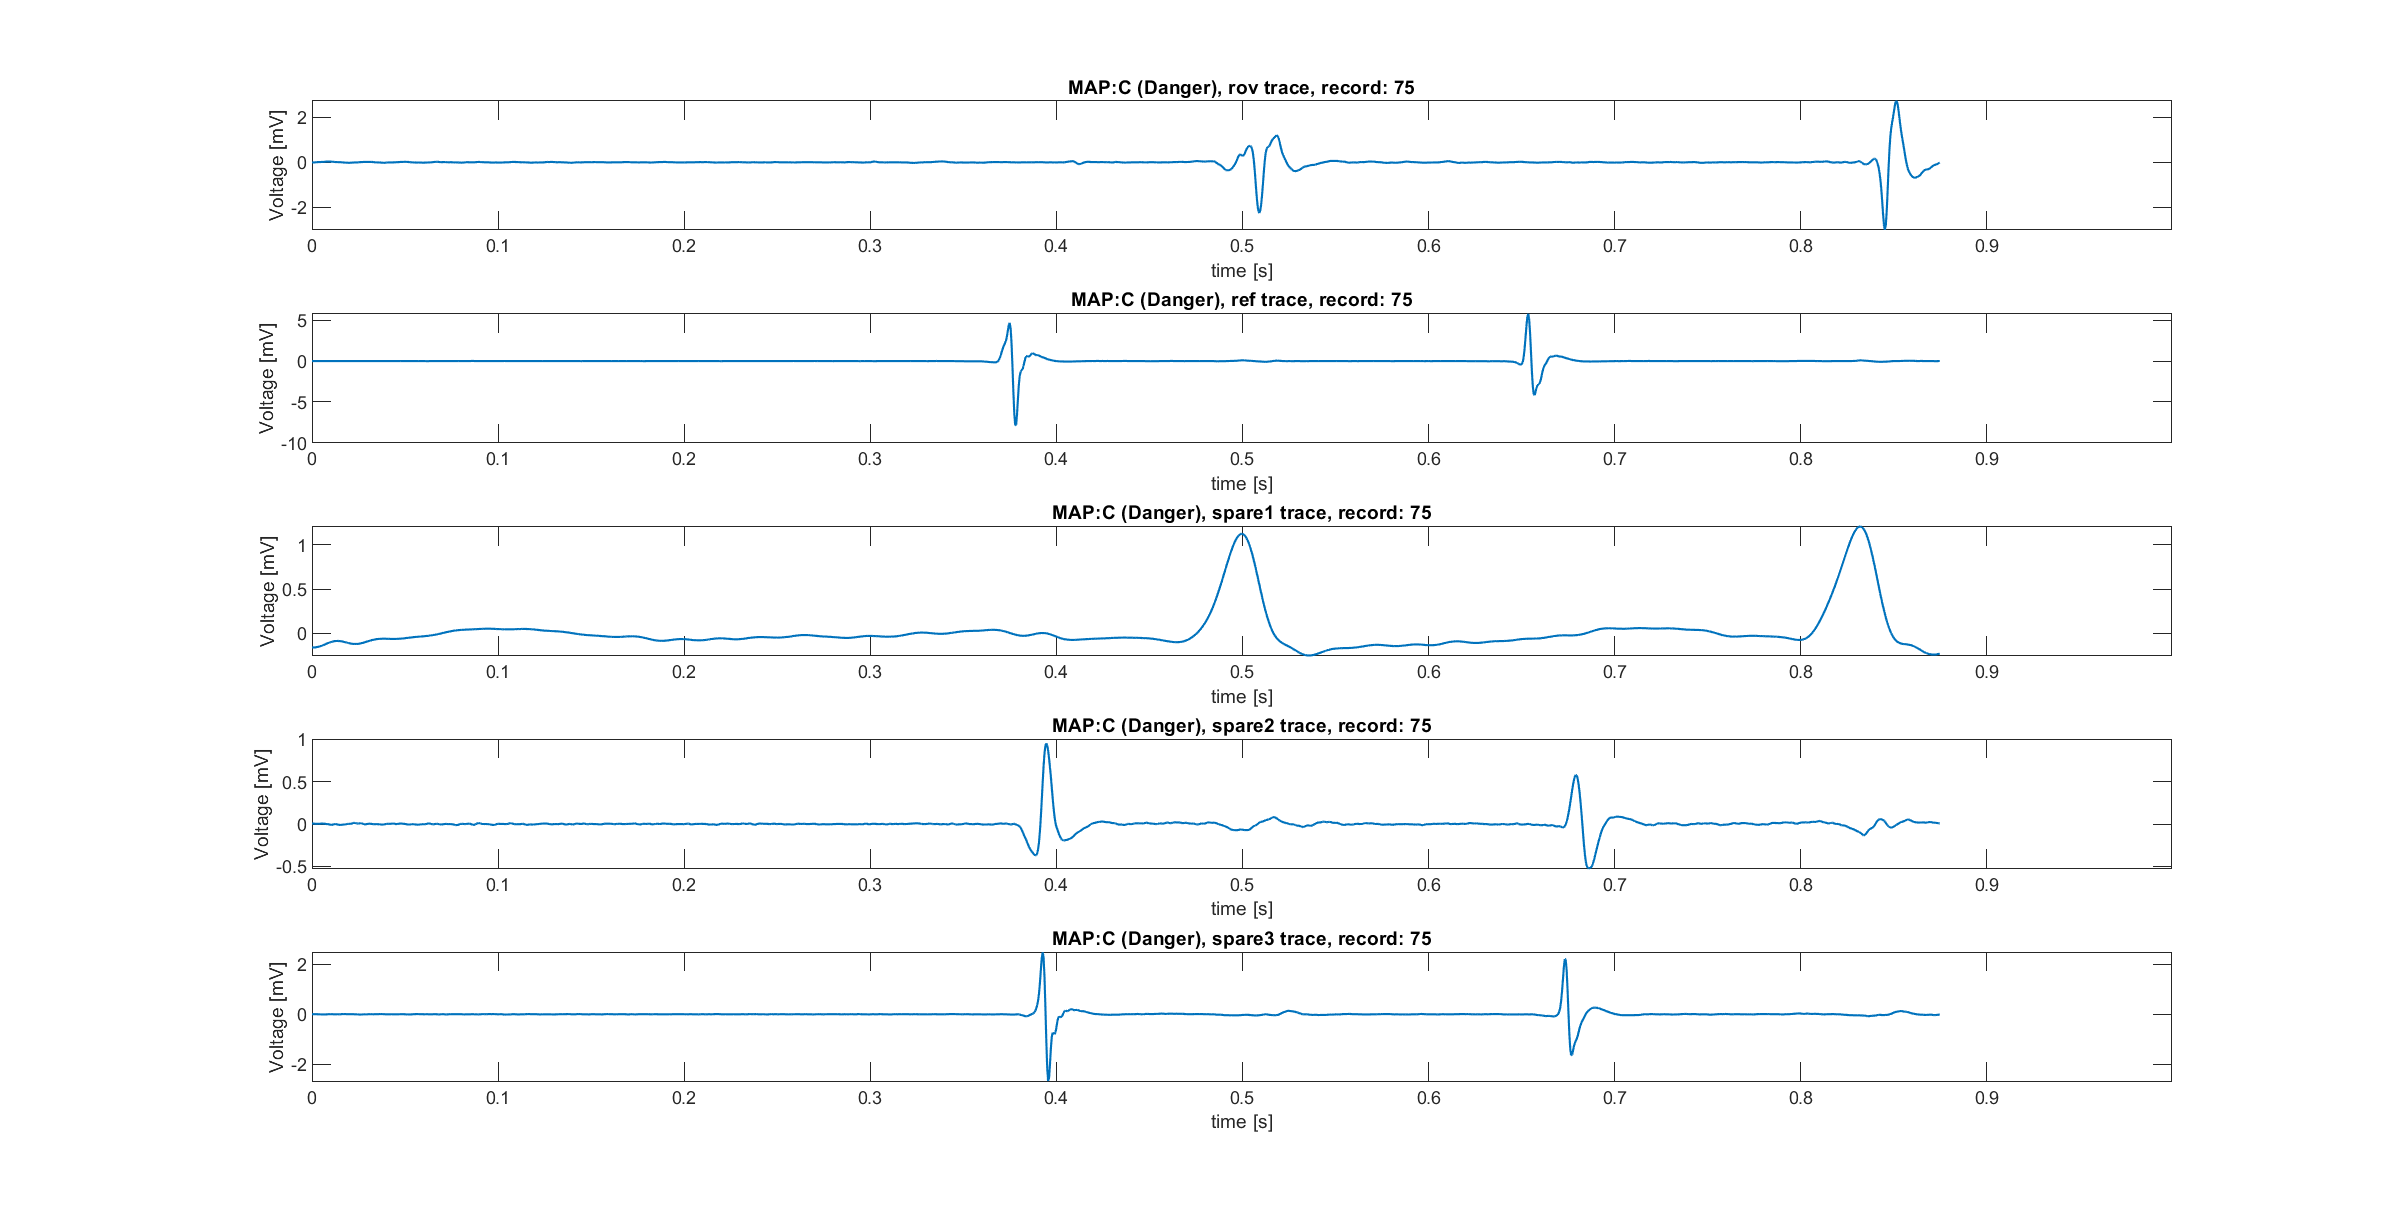 MAP:C (Danger), rov trace, record: 75
Voltage [mV]
2
0
-2
0 0.1 0.2 0.3 0.4 0.5 0.6 0.7 0.8 0.9
time [s]
MAP:C (Danger), ref trace, record: 75
Voltage [mV]
5
0
-5
-10
0 0.1 0.2 0.3 0.4 0.5 0.6 0.7 0.8 0.9
time [s]
MAP:C (Danger), spare1 trace, record: 75
Voltage [mV]
1
0.5
0
0 0.1 0.2 0.3 0.4 0.5 0.6 0.7 0.8 0.9
time [s]
MAP:C (Danger), spare2 trace, record: 75
Voltage [mV]
1
0.5
0
-0.5
0 0.1 0.2 0.3 0.4 0.5 0.6 0.7 0.8 0.9
time [s]
MAP:C (Danger), spare3 trace, record: 75
Voltage [mV]
2
0
-2
0 0.1 0.2 0.3 0.4 0.5 0.6 0.7 0.8 0.9
time [s]